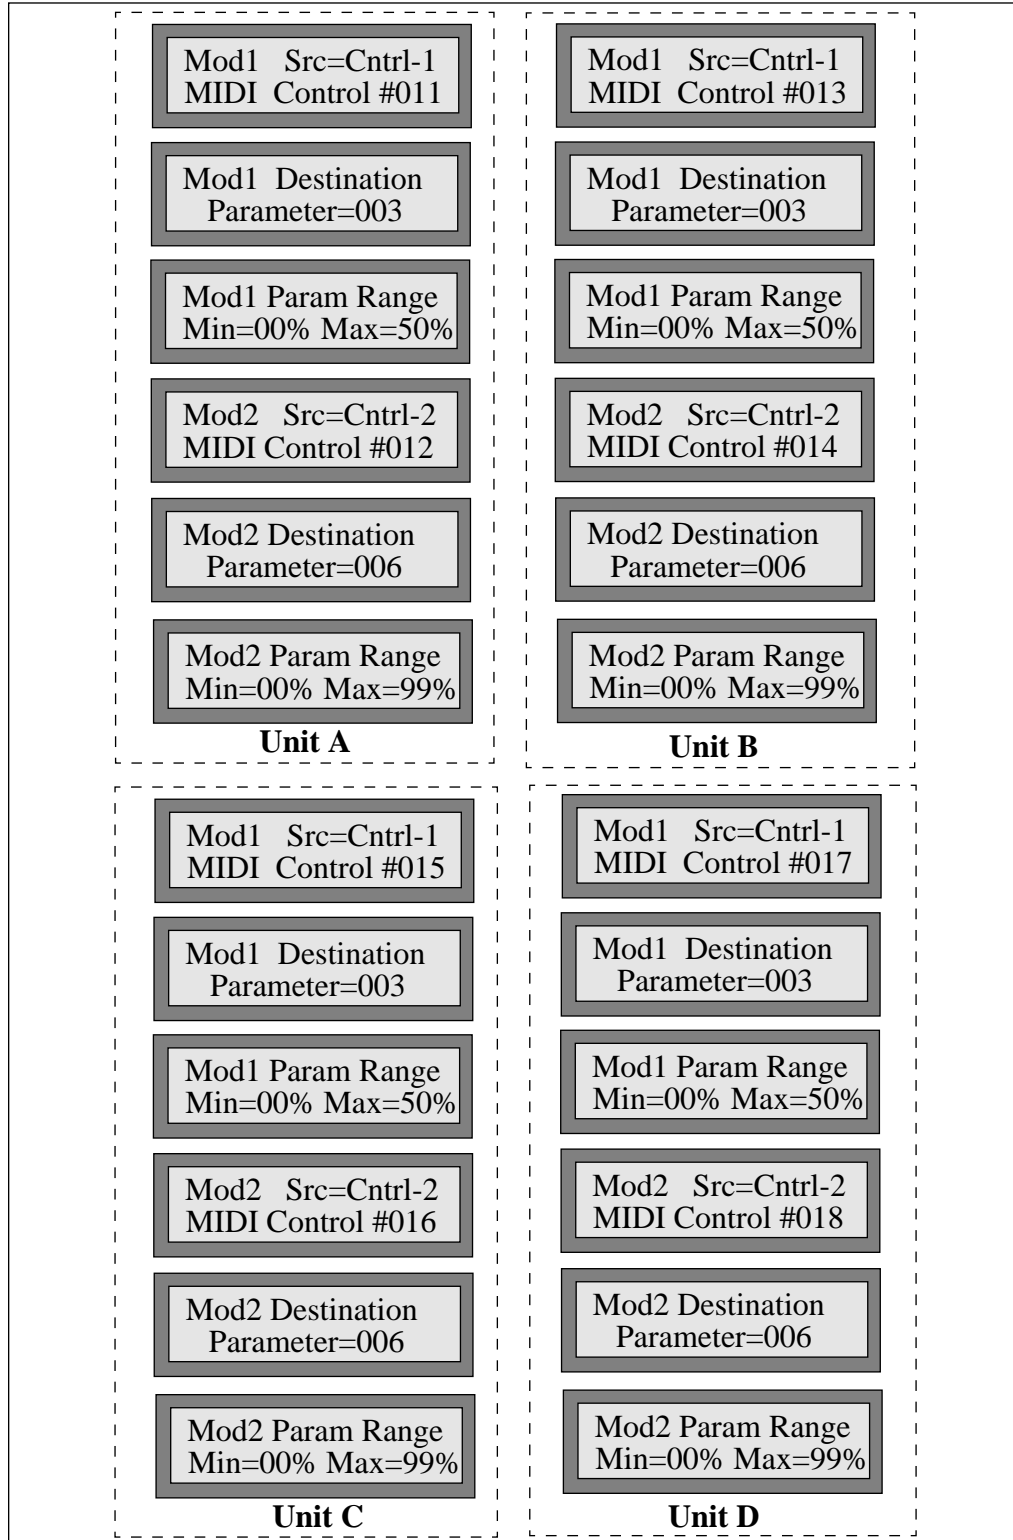 Mod1 Src=Cntrl-1
MIDI Control #011
Mod1 Destination
Parameter=003
Mod1 Param Range
Min=00% Max=50%
Mod2 Src=Cntrl-2
MIDI Control #012
Mod2 Destination
Parameter=006
Mod2 Param Range
Min=00% Max=99%
Unit A
Mod1 Src=Cntrl-1
MIDI Control #013
Mod1 Destination
Parameter=003
Mod1 Param Range
Min=00% Max=50%
Mod2 Src=Cntrl-2
MIDI Control #014
Mod2 Destination
Parameter=006
Mod2 Param Range
Min=00% Max=99%
Unit B
Mod1 Src=Cntrl-1
MIDI Control #015
Mod1 Destination
Parameter=003
Mod1 Param Range
Min=00% Max=50%
Mod2 Src=Cntrl-2
MIDI Control #016
Mod2 Destination
Parameter=006
Mod2 Param Range
Min=00% Max=99%
Unit C
Mod1 Src=Cntrl-1
MIDI Control #017
Mod1 Destination
Parameter=003
Mod1 Param Range
Min=00% Max=50%
Mod2 Src=Cntrl-2
MIDI Control #018
Mod2 Destination
Parameter=006
Mod2 Param Range
Min=00% Max=99%
Unit D